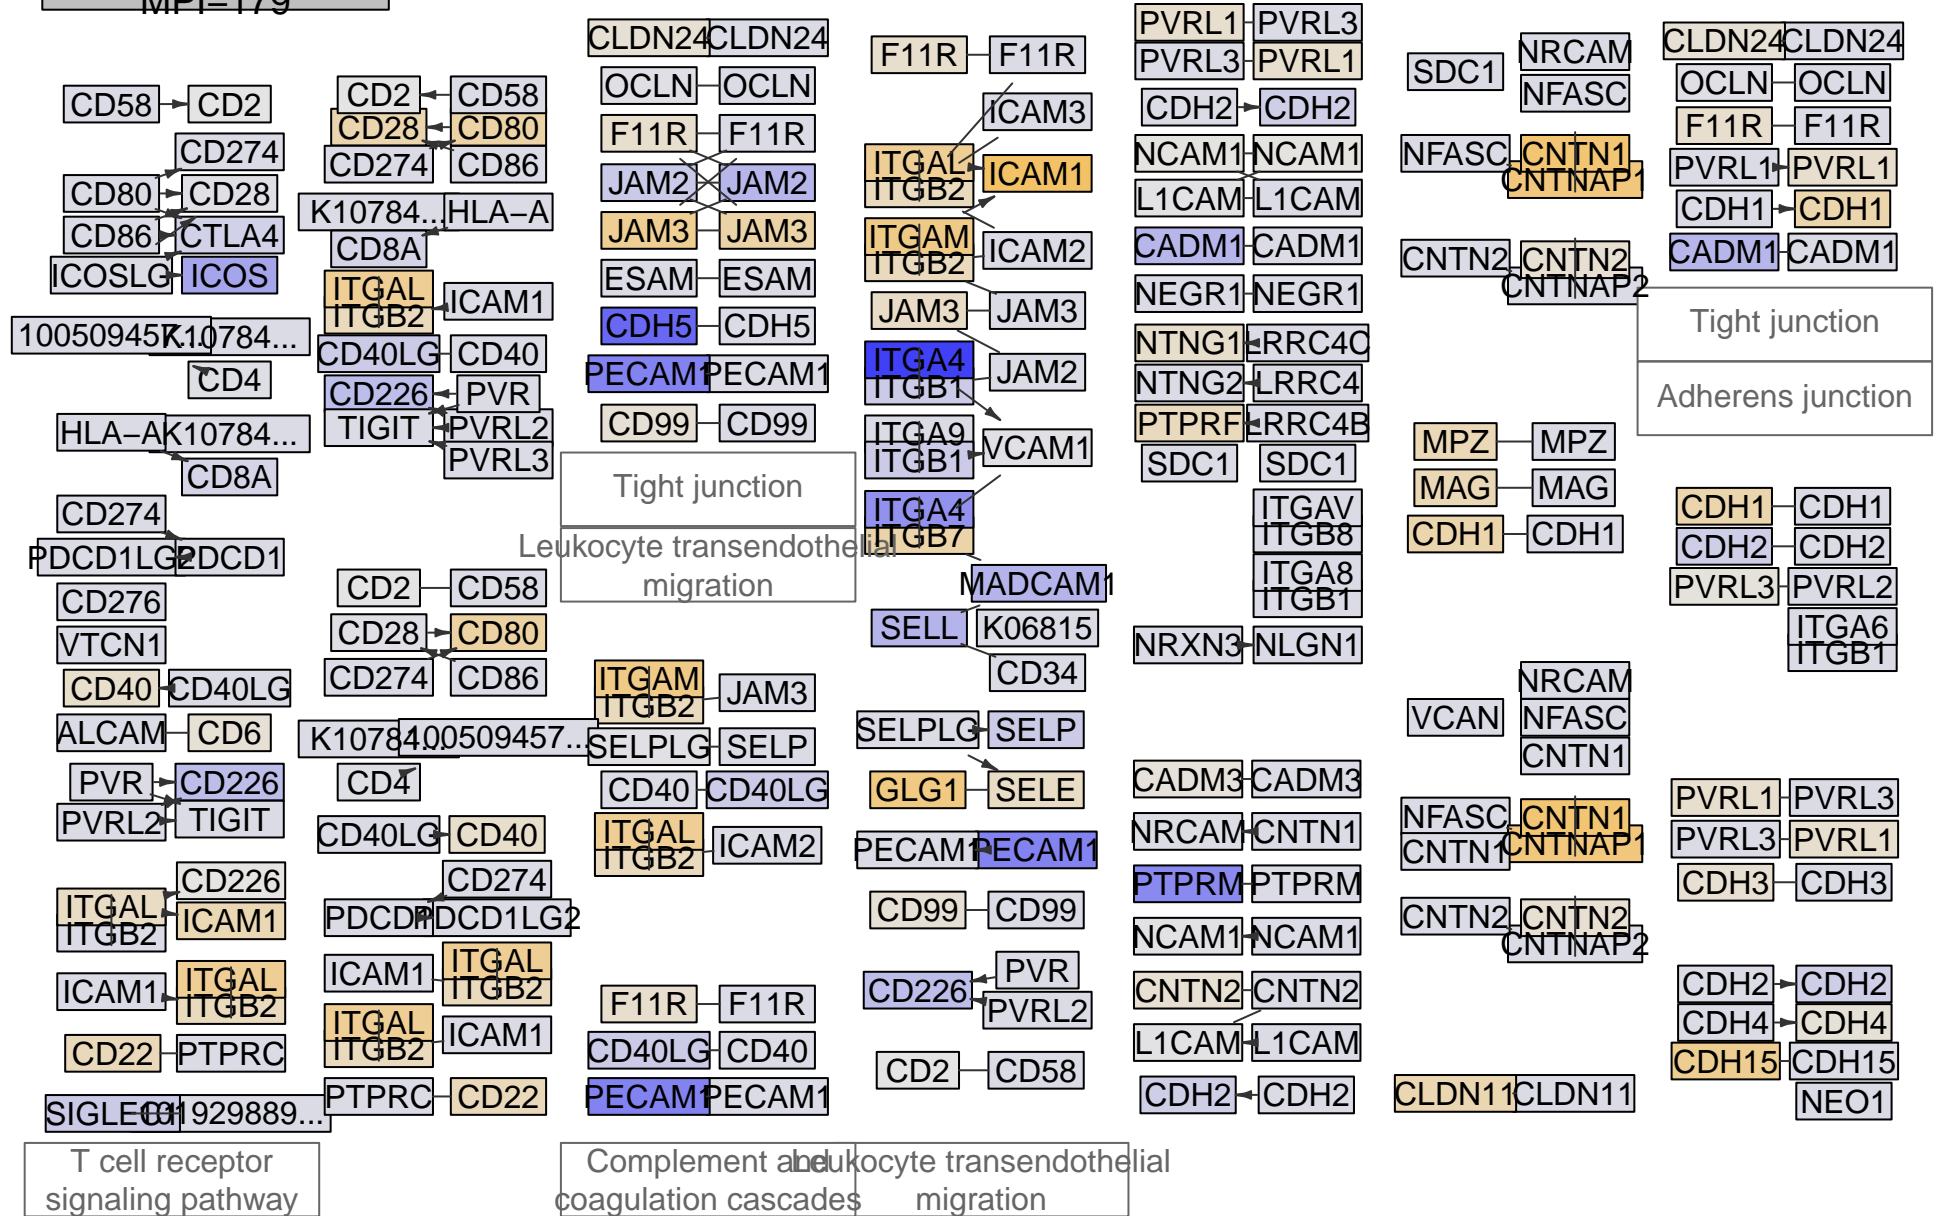 MPI−179
CD58 CD2
CD274
CD80 CD28
CD86 CTLA4
ICOSLG ICOS
100509457... K10784...
CD4
HLA−A K10784...
CD8A
CD274
PDCD1LG2 PDCD1
CD276
VTCN1
CD40 CD40LG
ALCAM CD6
PVR CD226
PVRL2 TIGIT
CD226
ITGAL ICAM1
ITGB2
ICAM1 ITGAL
ITGB2
CD22 PTPRC
SIGLEC1 101929889...
T cell receptor
signaling pathway
CD2 CD58
CD28 CD80
CD274 CD86
K10784... HLA−A
CD8A
ITGAL ICAM1
ITGB2
CD40LG CD40
CD226 PVR
TIGIT PVRL2
PVRL3
CD2 CD58
CD28 CD80
CD274 CD86
K10784... 100509457...
CD4
CD40LG CD40
CD274
PDCD1 PDCD1LG2
ICAM1 ITGAL
ITGB2
ITGAL ICAM1
ITGB2
PTPRC CD22
CLDN24 CLDN24
OCLN OCLN
F11R F11R
JAM2 JAM2
JAM3 JAM3
ESAM ESAM
CDH5 CDH5
PECAM1 PECAM1
CD99 CD99
Tight junction
Leukocyte transendothelial
migration
ITGAM JAM3
ITGB2
SELPLG SELP
CD40 CD40LG
ITGAL ICAM2
ITGB2
F11R F11R
CD40LG CD40
PECAM1 PECAM1
Complement and
coagulation cascades
F11R F11R
ICAM3
ITGAL ICAM1
ITGB2
ITGAM ICAM2
ITGB2
JAM3 JAM3
ITGA4 JAM2
ITGB1
ITGA9 VCAM1
ITGB1
ITGA4
ITGB7
MADCAM1
SELL K06815
CD34
SELPLG SELP
GLG1 SELE
PECAM1 PECAM1
CD99 CD99
CD226 PVR
PVRL2
CD2 CD58
Leukocyte transendothelial
migration
PVRL1 PVRL3
PVRL3 PVRL1
CDH2 CDH2
NCAM1 NCAM1
L1CAM L1CAM
CADM1 CADM1
NEGR1 NEGR1
NTNG1 LRRC4C
NTNG2 LRRC4
PTPRF LRRC4B
SDC1 SDC1
ITGAV
ITGB8
ITGA8
ITGB1
NRXN3 NLGN1
CADM3 CADM3
NRCAM CNTN1
PTPRM PTPRM
NCAM1 NCAM1
CNTN2 CNTN2
L1CAM L1CAM
CDH2 CDH2
SDC1 NRCAM
NFASC
NFASC CNTN1
CNTNAP1
CNTN2 CNTN2
CNTNAP2
MPZ MPZ
MAG MAG
CDH1 CDH1
NRCAM
VCAN NFASC
CNTN1
NFASC CNTN1
CNTN1 CNTNAP1
CNTN2 CNTN2
CNTNAP2
CLDN11 CLDN11
CLDN24 CLDN24
OCLN OCLN
F11R F11R
PVRL1 PVRL1
CDH1 CDH1
CADM1 CADM1
Tight junction
Adherens junction
CDH1 CDH1
CDH2 CDH2
PVRL3 PVRL2
ITGA6
ITGB1
PVRL1 PVRL3
PVRL3 PVRL1
CDH3 CDH3
CDH2 CDH2
CDH4 CDH4
CDH15 CDH15
NEO1